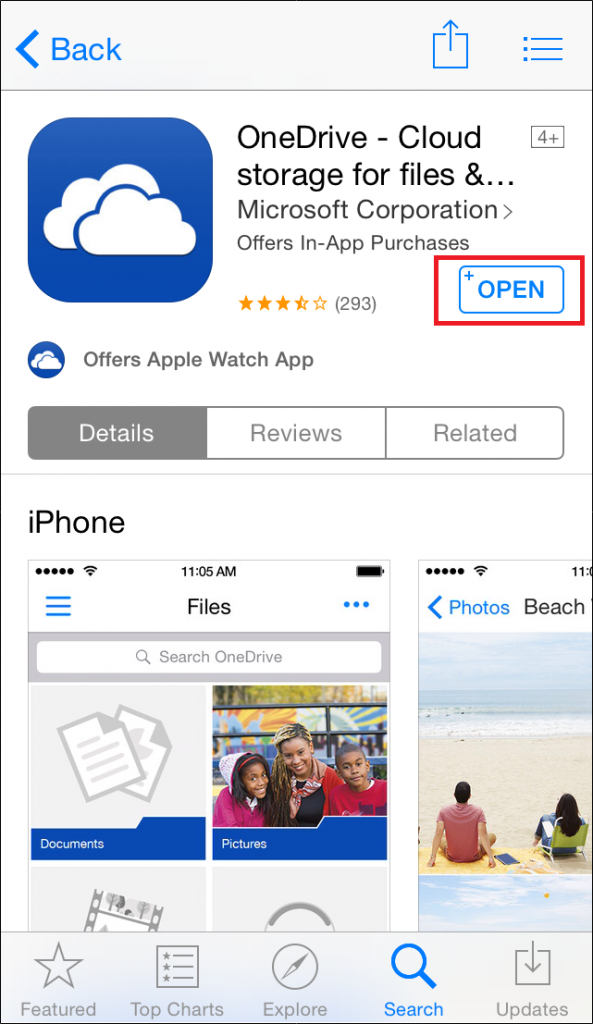 Back
OneDrive - Cloud
storage for files &...
4+
Microsoft Corporation >
Offers In-App Purchases
+ OPEN
(293)
Offers Apple Watch App
Details Reviews Related
iPhone
11:05 AM
Files
Search OneDrive
Documents
Pictures
11:0
Photos Beach
Featured Top Charts Explore Search Updates